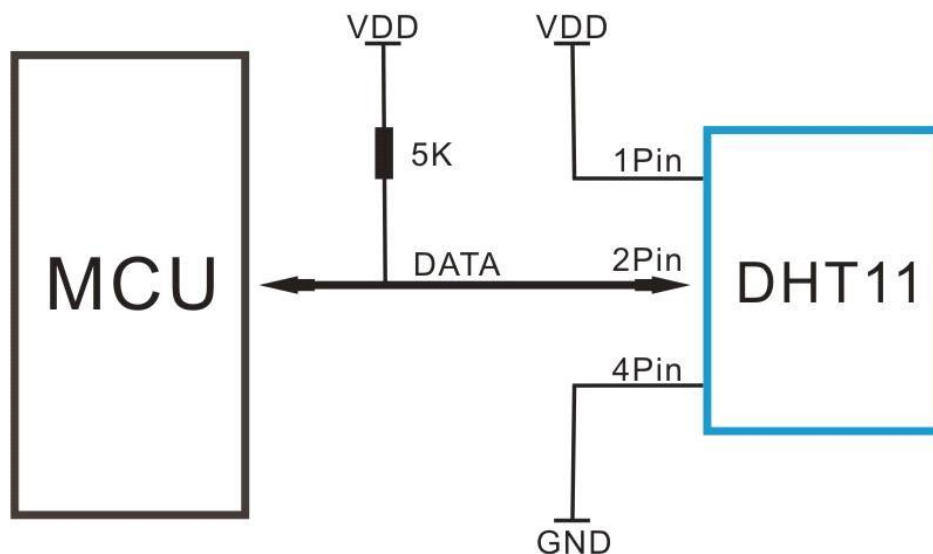 VDD
VDD
5K
1Pin
MCU
DATA
2Pin
DHT11
4Pin
GND